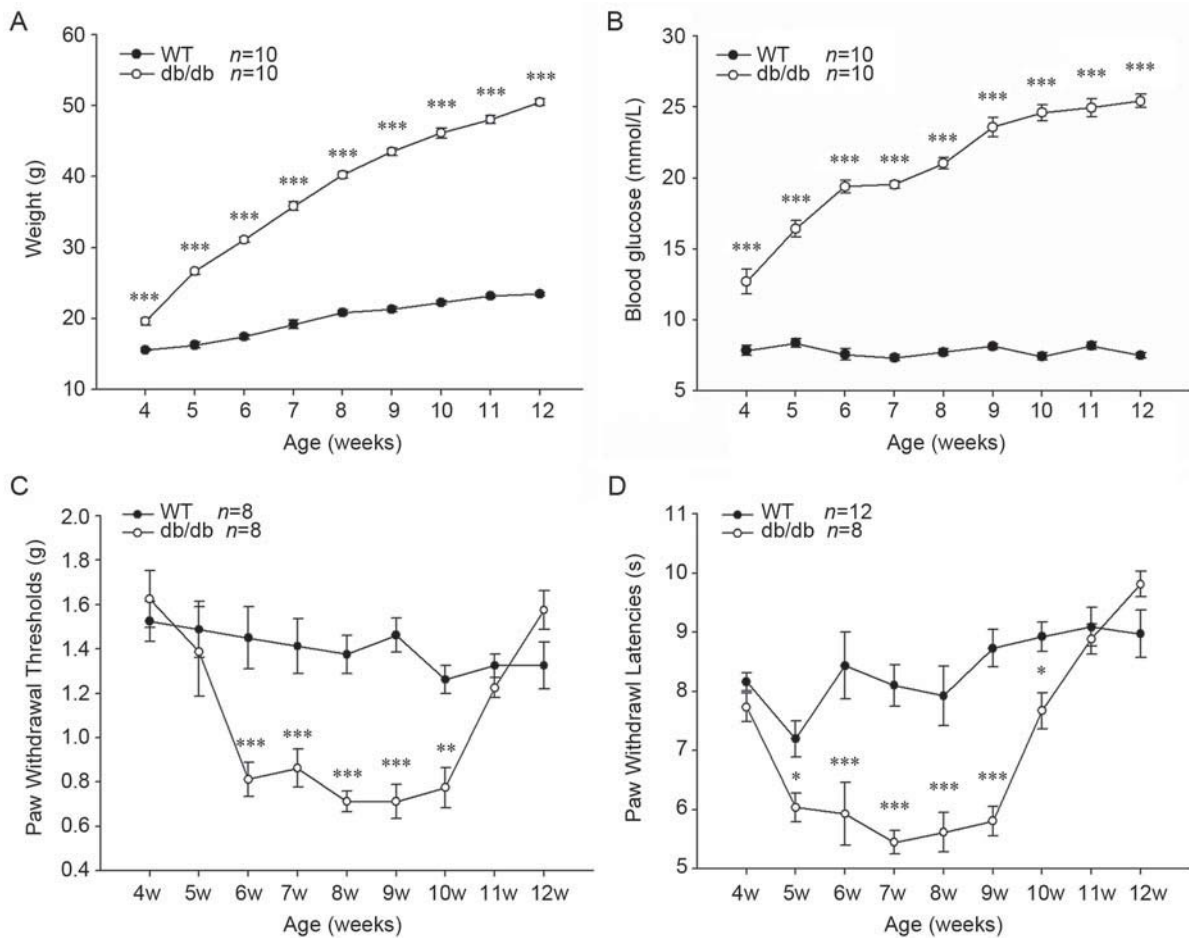 A
WT n=10
db/db n=10
60
50
40
30
20
10
Weight (g)
***
***
***
***
***
***
***
***
***
4 5 6 7 8 9 10 11 12
Age (weeks)
B
WT n=10
db/db n=10
30
25
20
15
10
5
Blood glucose (mmol/L)
***
***
***
***
***
***
***
***
***
4 5 6 7 8 9 10 11 12
Age (weeks)
C
WT n=8
db/db n=8
2.0
1.8
1.6
1.4
1.2
1.0
0.8
0.6
0.4
Paw Withdrawal Thresholds (g)
***
***
***
***
**
4w 5w 6w 7w 8w 9w 10w 11w 12w
Age (weeks)
D
WT n=12
db/db n=8
11
10
9
8
7
6
5
Paw Withdrawl Latencies (s)
*
***
***
***
***
*
4w 5w 6w 7w 8w 9w 10w 11w 12w
Age (weeks)